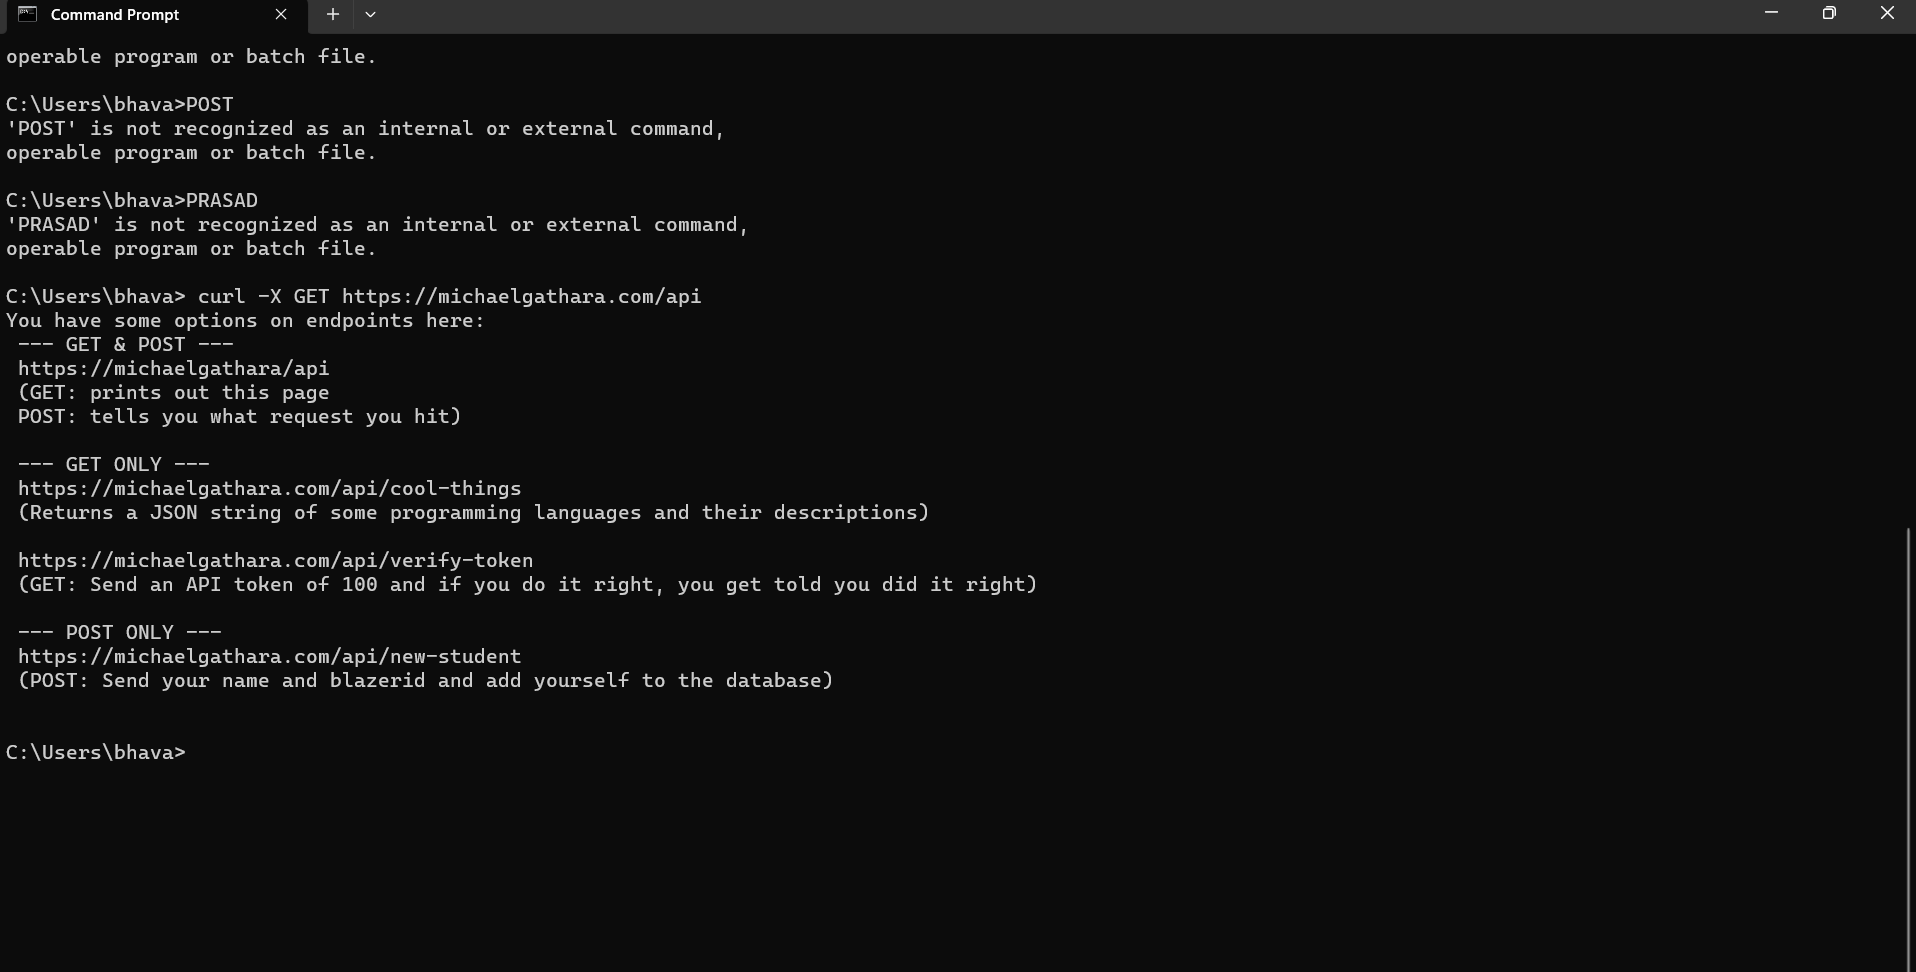 Command Prompt
operable program or batch file.
C:\Users\bhava>POST
'POST' is not recognized as an internal or external command,
operable program or batch file.
C:\Users\bhava>PRASAD
'PRASAD' is not recognized as an internal or external command,
operable program or batch file.
C:\Users\bhava> curl -X GET https://michaelgathara.com/api
You have some options on endpoints here:
--- GET & POST ---
https://michaelgathara/api
(GET: prints out this page
POST: tells you what request you hit)
--- GET ONLY ---
https://michaelgathara.com/api/cool-things
(Returns a JSON string of some programming languages and their descriptions)
https://michaelgathara.com/api/verify-token
(GET: Send an API token of 100 and if you do it right, you get told you did it right)
--- POST ONLY ---
https://michaelgathara.com/api/new-student
(POST: Send your name and blazerid and add yourself to the database)
C:\Users\bhava>